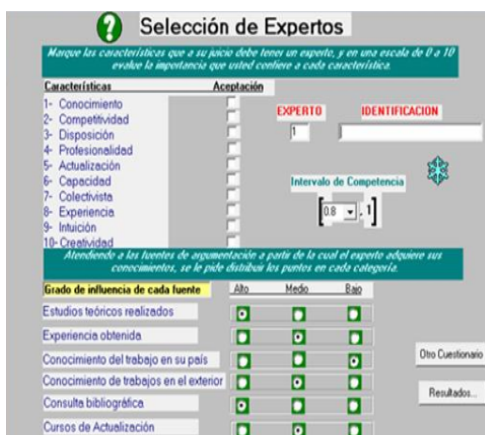 ?
Selección de Expertos
Marque las características que a su juicio debe tener un experto, y en una escala de 0 a 10
evalue la importancia que usted confiere a cada característica.
Características Aceptación
1- Conocimiento
2- Competitividad
3- Disposición
4- Profesionalidad
5- Actualización
6- Capacidad
7- Colectivista
8- Experiencia
9- Intuición
10- Creatividad
EXPERTO IDENTIFICACION
1
Intervalo de Competencia
[0.8 , 1]
Atendiendo a las fuentes de argumentación a partir de la cual el experto adquiere sus
conocimientos, se le pide distribuir los puntos en cada categoría.
Grado de influencia de cada fuente Alto Medio Bajo
Estudios teóricos realizados
Experiencia obtenida
Conocimiento del trabajo en su país
Conocimiento de trabajos en el exterior
Consulta bibliográfica
Cursos de Actualización
Otro Cuestionario
Resultados...